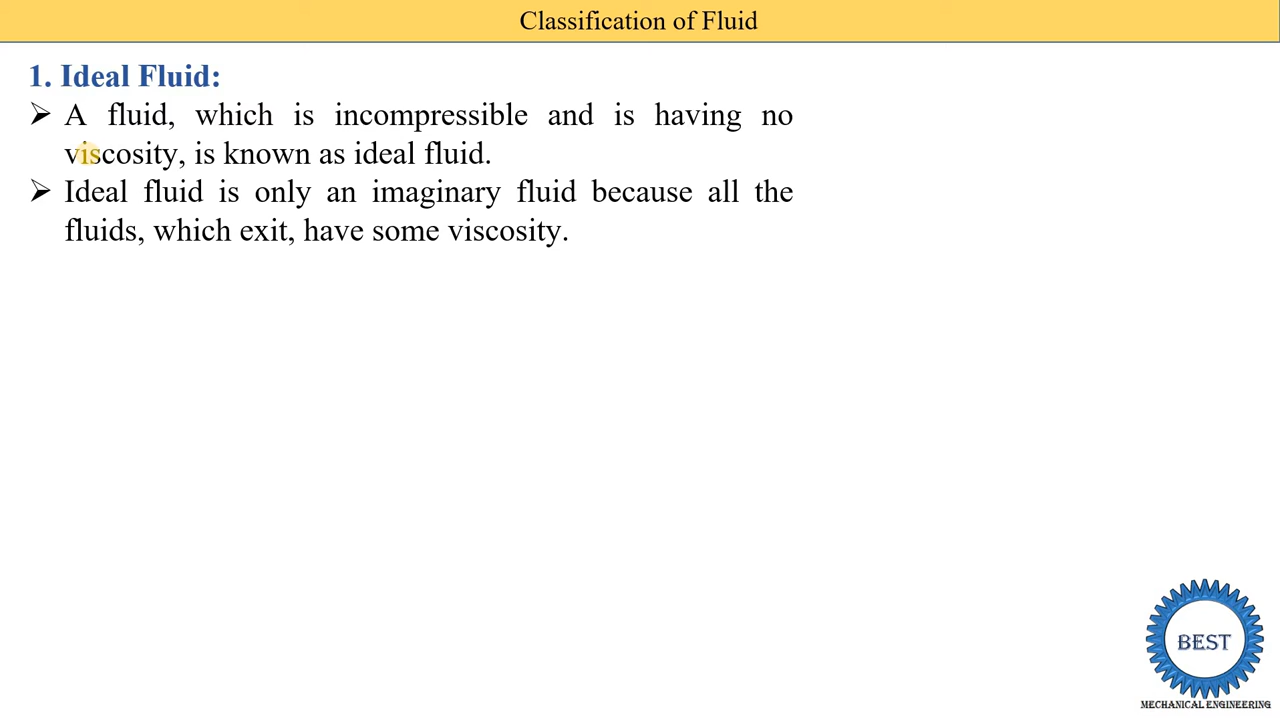 Classification of Fluid
1. Ideal Fluid:
➢ A fluid, which is incompressible and is having no
viscosity, is known as ideal fluid.
➢ Ideal fluid is only an imaginary fluid because all the
fluids, which exit, have some viscosity.
BEST
MECHANICAL ENGINEERING